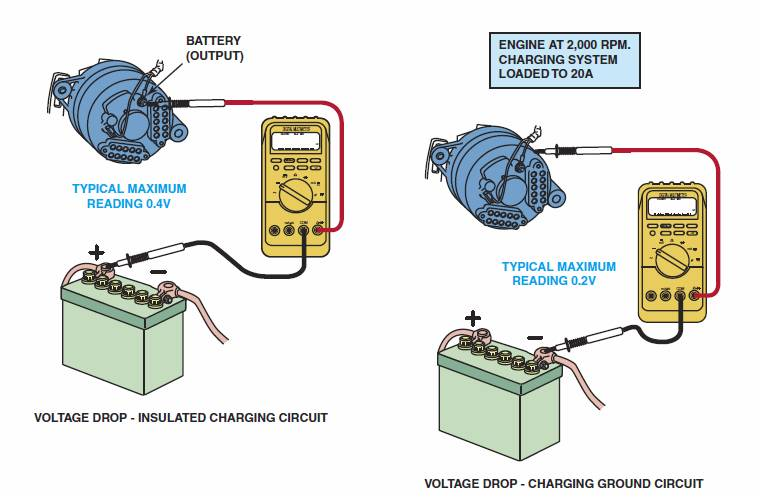 BATTERY
(OUTPUT)
TYPICAL MAXIMUM
READING 0.4V
+
−
VOLTAGE DROP - INSULATED CHARGING CIRCUIT
ENGINE AT 2,000 RPM.
CHARGING SYSTEM
LOADED TO 20A
TYPICAL MAXIMUM
READING 0.2V
+
−
VOLTAGE DROP - CHARGING GROUND CIRCUIT